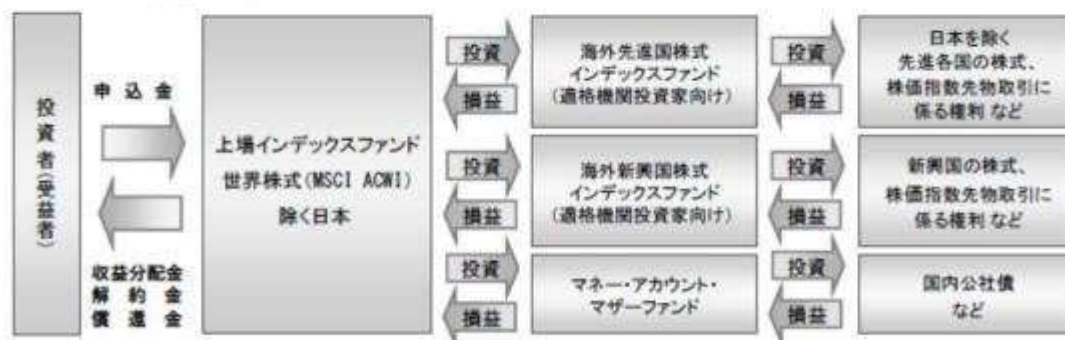 投資者(受益者)
申込金
収益分配金
解約金
償還金
上場インデックスファンド
世界株式(MSCI ACWI)
除く日本
投資
損益
海外先進国株式
インデックスファンド
(適格機関投資家向け)
投資
損益
日本を除く
先進各国の株式、
株価指数先物取引に
係る権利 など
投資
損益
海外新興国株式
インデックスファンド
(適格機関投資家向け)
投資
損益
新興国の株式、
株価指数先物取引に
係る権利 など
投資
損益
マネー・アカウント・
マザーファンド
投資
損益
国内公社債
など